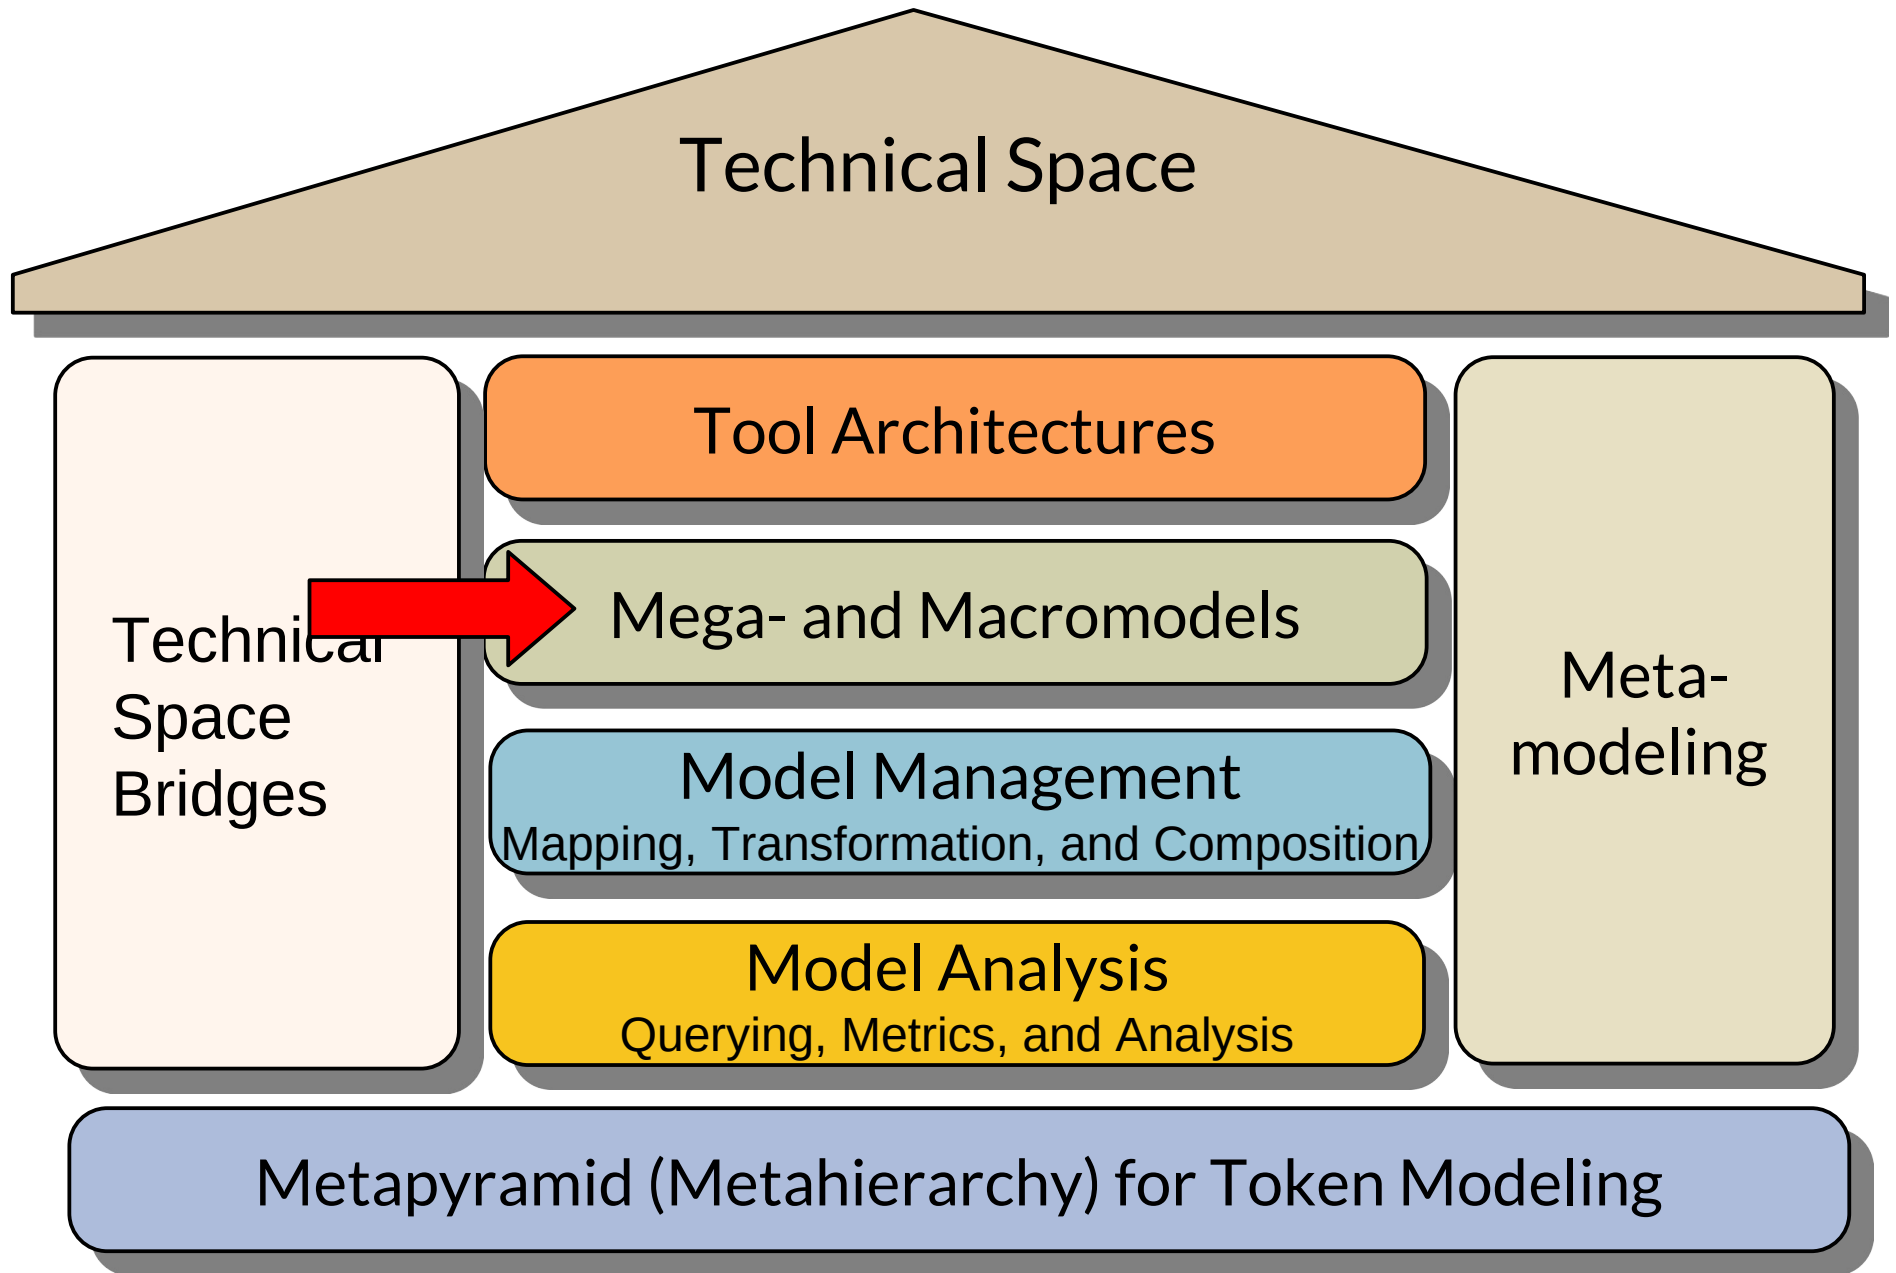 Technical Space
Tool Architectures
Mega- and Macromodels
Technical
Space
Bridges
Meta-
modeling
Model Management
Mapping, Transformation, and Composition
Model Analysis
Querying, Metrics, and Analysis
Metapyramid (Metahierarchy) for Token Modeling